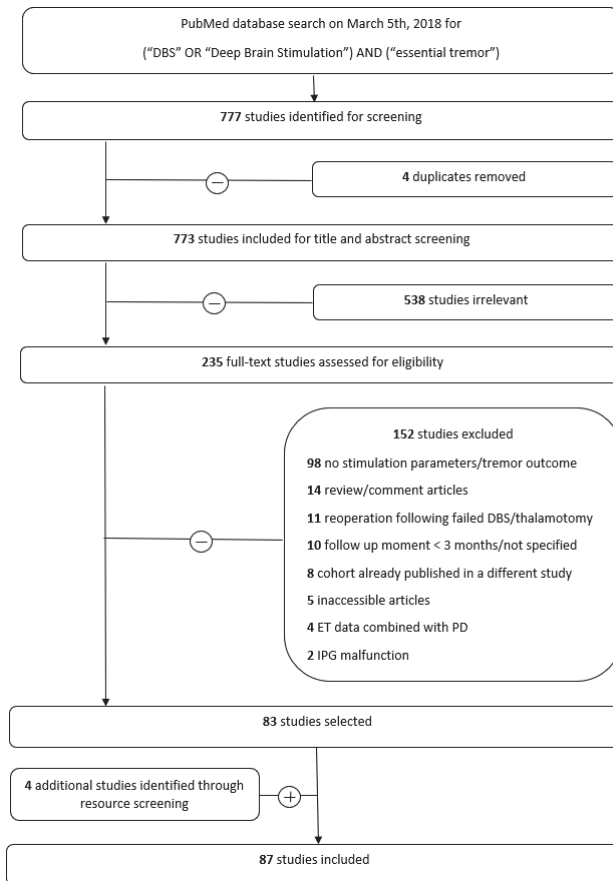 PubMed database search on March 5th, 2018 for
("DBS" OR "Deep Brain Stimulation") AND ("essential tremor")
777 studies identified for screening
4 duplicates removed
773 studies included for title and abstract screening
538 studies irrelevant
235 full-text studies assessed for eligibility
152 studies excluded
98 no stimulation parameters/tremor outcome
14 review/comment articles
11 reoperation following failed DBS/thalamotomy
10 follow up moment < 3 months/not specified
8 cohort already published in a different study
5 inaccessible articles
4 ET data combined with PD
2 IPG malfunction
83 studies selected
4 additional studies identified through
resource screening
87 studies included